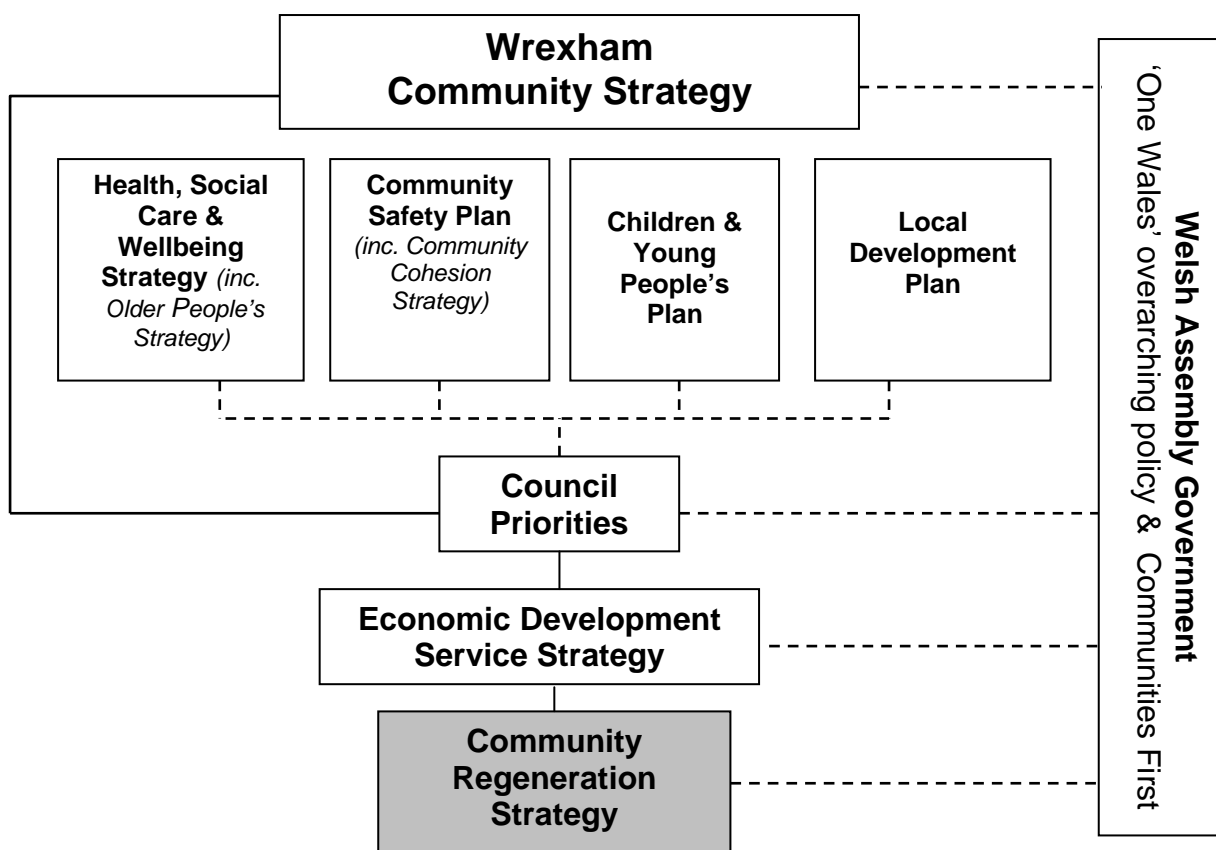 Wrexham
Community Strategy
Health, Social
Care &
Wellbeing
Strategy (inc.
Older People’s
Strategy)
Community
Safety Plan
(inc. Community
Cohesion
Strategy)
Children &
Young
People’s
Plan
Local
Development
Plan
Council
Priorities
Economic Development
Service Strategy
Community
Regeneration
Strategy
Welsh Assembly Government
‘One Wales’ overarching policy & Communities First